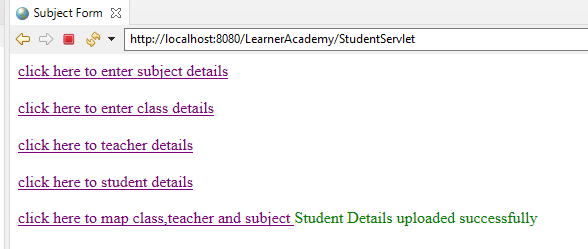 Subject Form
http://localhost:8080/LearnerAcademy/StudentServlet
click here to enter subject details
click here to enter class details
click here to teacher details
click here to student details
click here to map class,teacher and subject Student Details uploaded successfully